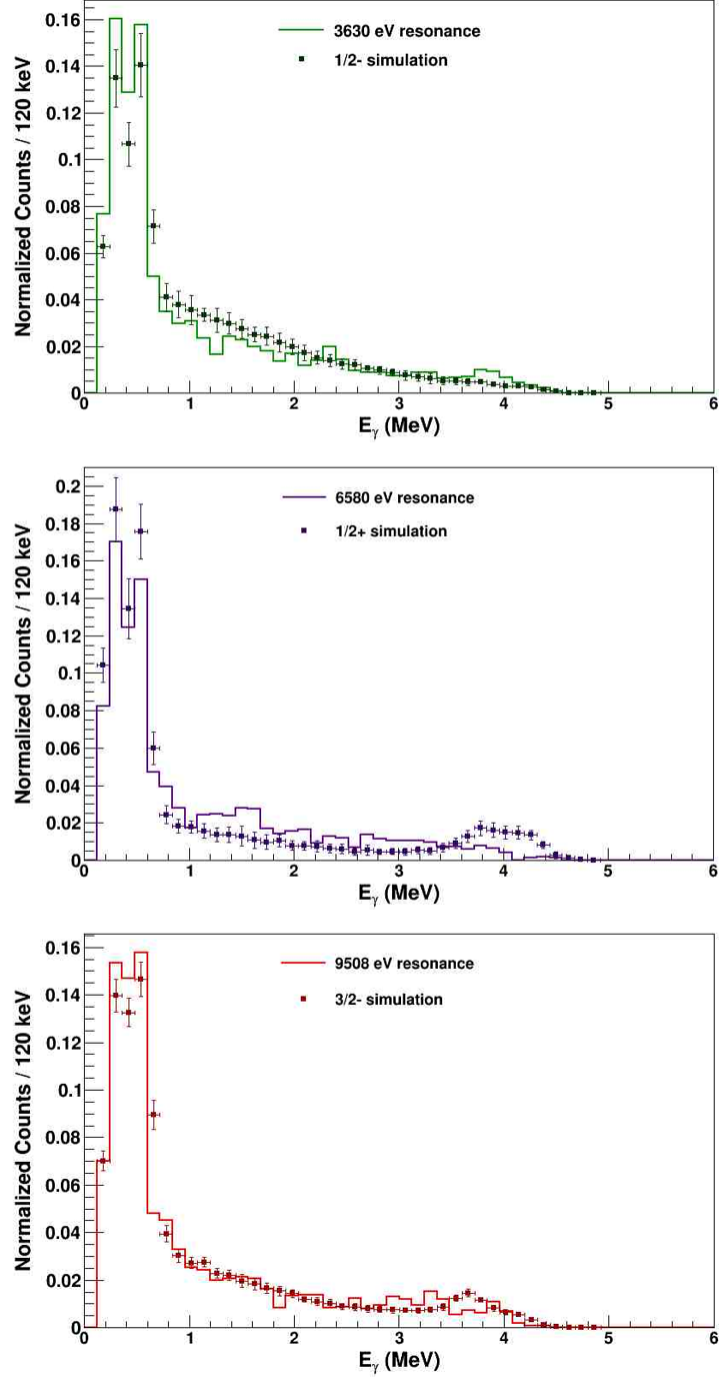 Normalized Counts / 120 keV
0.16
0.14
0.12
0.1
0.08
0.06
0.04
0.02
0
3630 eV resonance
1/2- simulation
0 1 2 3 4 5 6
Eγ (MeV)
Normalized Counts / 120 keV
0.2
0.18
0.16
0.14
0.12
0.1
0.08
0.06
0.04
0.02
0
6580 eV resonance
1/2+ simulation
0 1 2 3 4 5 6
Eγ (MeV)
Normalized Counts / 120 keV
0.16
0.14
0.12
0.1
0.08
0.06
0.04
0.02
0
9508 eV resonance
3/2- simulation
0 1 2 3 4 5 6
Eγ (MeV)